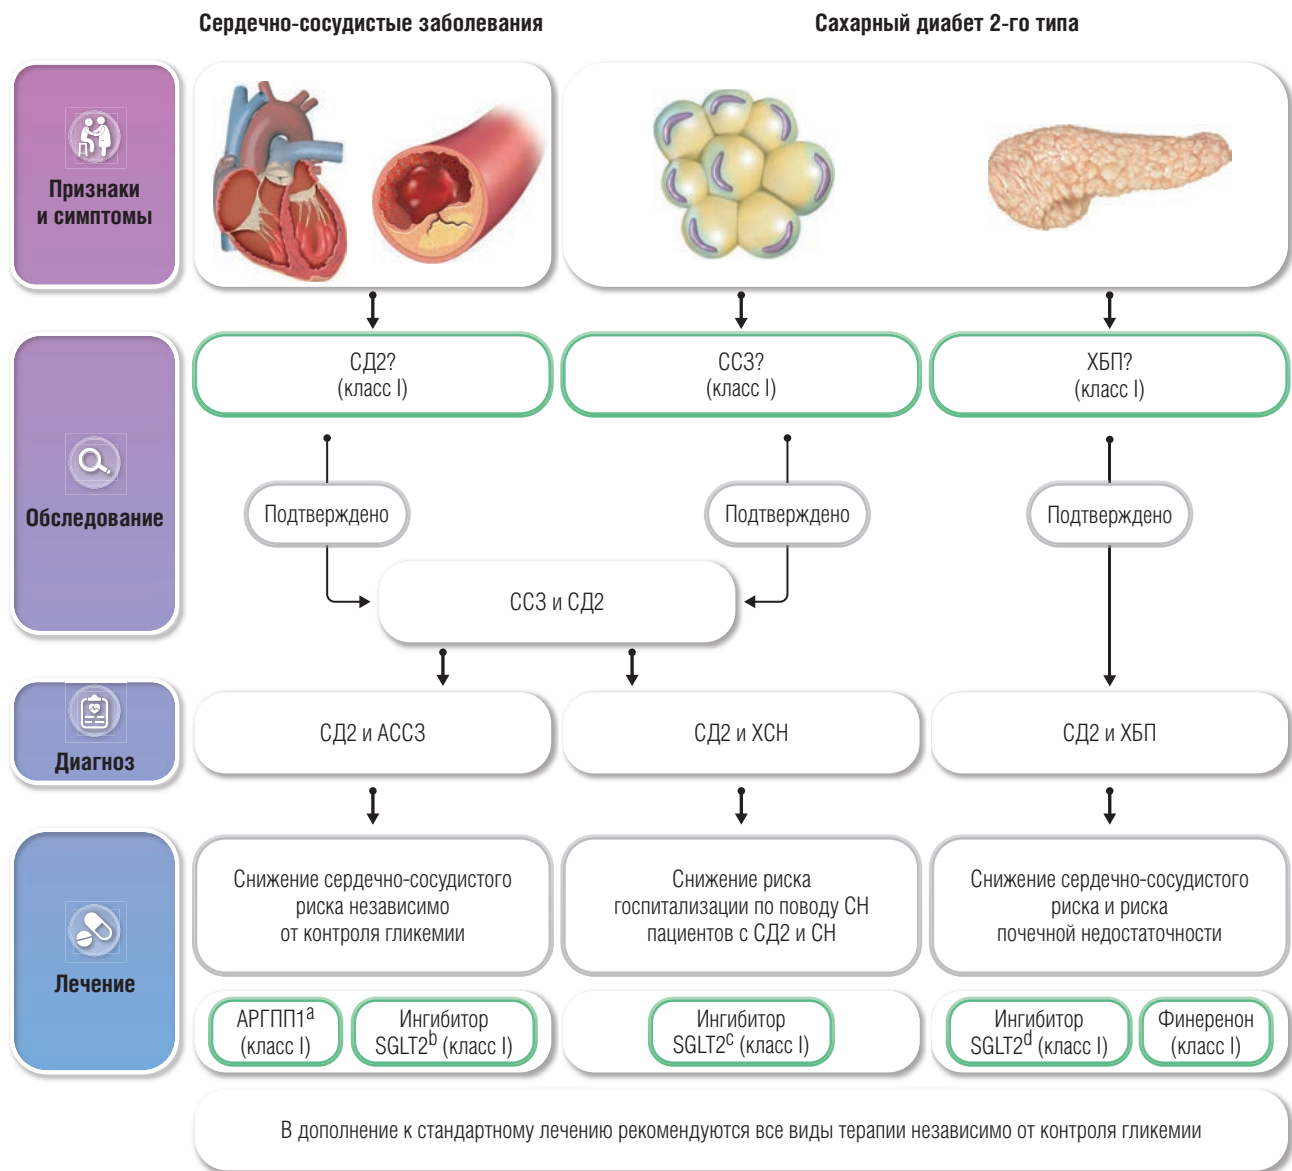 Сердечно-сосудистые заболевания
Сахарный диабет 2-го типа
Признаки
и симптомы
СД2?
(класс I)
ССЗ?
(класс I)
ХБП?
(класс I)
Обследование
Подтверждено
Подтверждено
Подтверждено
ССЗ и СД2
Диагноз
СД2 и АССЗ
СД2 и ХСН
СД2 и ХБП
Лечение
Снижение сердечно-сосудистого
риска независимо
от контроля гликемии
Снижение риска
госпитализации по поводу СН
пациентов с СД2 и СН
Снижение сердечно-сосудистого
риска и риска
почечной недостаточности
АРГПП1a
(класс I)
Ингибитор
SGLT2b (класс I)
Ингибитор
SGLT2c (класс I)
Ингибитор
SGLT2d (класс I)
Финеренон
(класс I)
В дополнение к стандартному лечению рекомендуются все виды терапии независимо от контроля гликемии